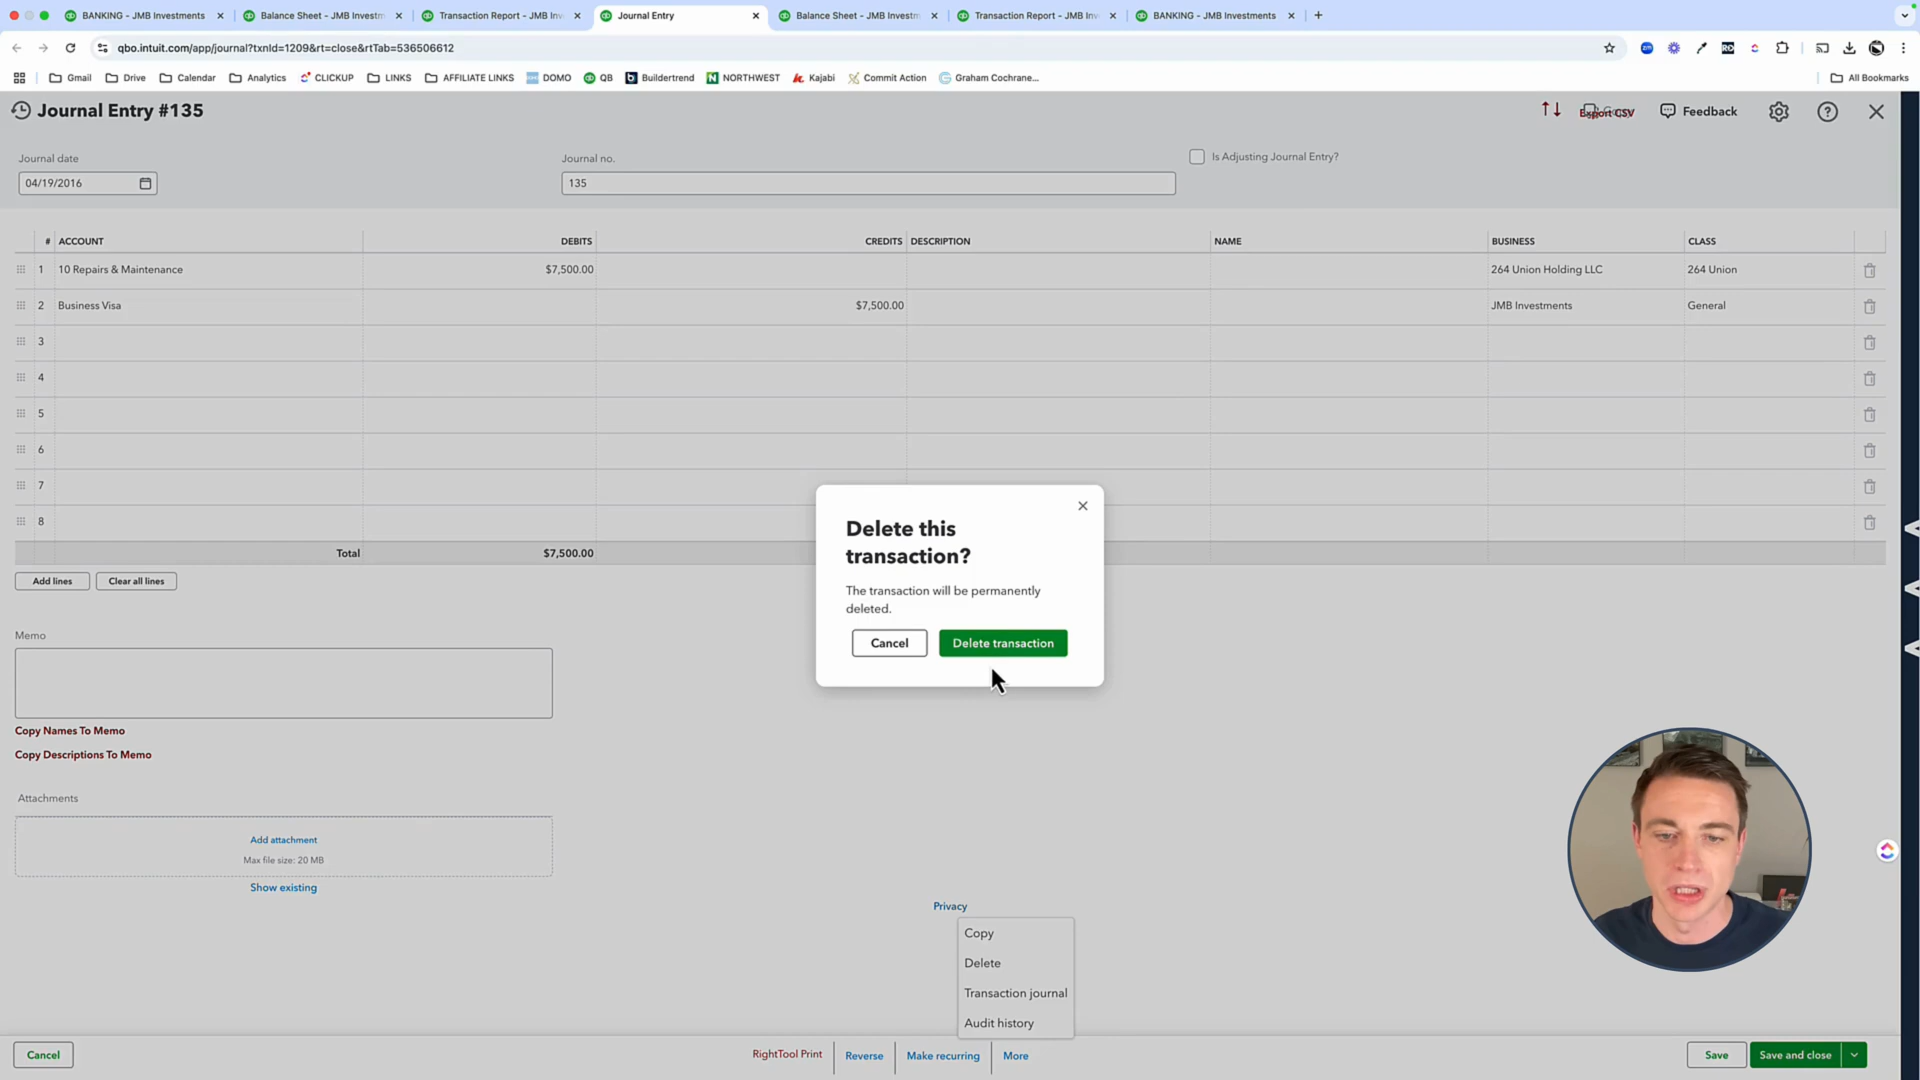 BANKING - JMB Investments
Balance Sheet - JMB Investm
Transaction Report - JMB Inv
Journal Entry
Balance Sheet - JMB Investm
Transaction Report - JMB Inv
BANKING - JMB Investments
qbo.intuit.com/app/journal?txnId=1209&rt=close&rtTab=536506612
Gmail
Drive
Calendar
Analytics
CLICKUP
LINKS
AFFILIATE LINKS
DOMO
QB
Buildertrend
NORTHWEST
Kajabi
Commit Action
Graham Cochrane...
All Bookmarks
Journal Entry #135
Export CSV
Feedback
Journal date
Journal no.
Is Adjusting Journal Entry?
04/19/2016
135
# ACCOUNT DEBITS CREDITS DESCRIPTION NAME BUSINESS CLASS
1 10 Repairs & Maintenance $7,500.00 264 Union Holding LLC 264 Union
2 Business Visa $7,500.00 JMB Investments General
3
4
5
6
7
8
Total $7,500.00
Add lines
Clear all lines
Delete this
transaction?
The transaction will be permanently
deleted.
Cancel
Delete transaction
Memo
Copy Names To Memo
Copy Descriptions To Memo
Attachments
Add attachment
Max file size: 20 MB
Show existing
Privacy
Copy
Delete
Transaction journal
Audit history
Cancel
RightTool Print
Reverse
Make recurring
More
Save
Save and close